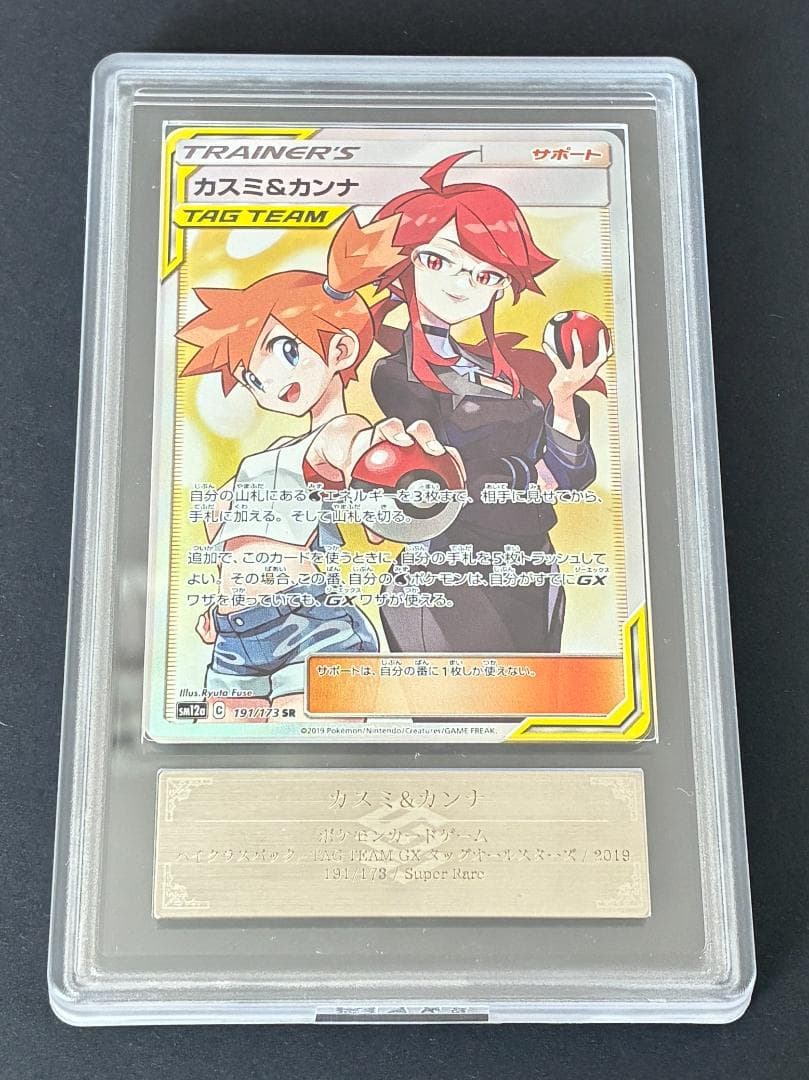 TRAINER'S サポート
カスミ&カンナ
TAG TEAM
自分の山札にある エネルギーを3枚まで、相手に見せてから、
手札に加える。そして山札を切る。
追加で、このカードを使うときに、自分の手札を5枚トラッシュして
よい。その場合、この番、自分の ポケモンは、自分がすでにGX
ワザを使っていても、GXワザが使える。
サポートは、自分の番に1枚しか使えない。
Illus. Ryuta Fuse
sm12a C 191/173 SR
©2019 Pokémon/Nintendo/Creatures/GAME FREAK.
カスミ&カンナ
ポケモンカードゲーム
ハイクラスパック TAG TEAM GX タッグオールスターズ / 2019
191/173 / Super Rare